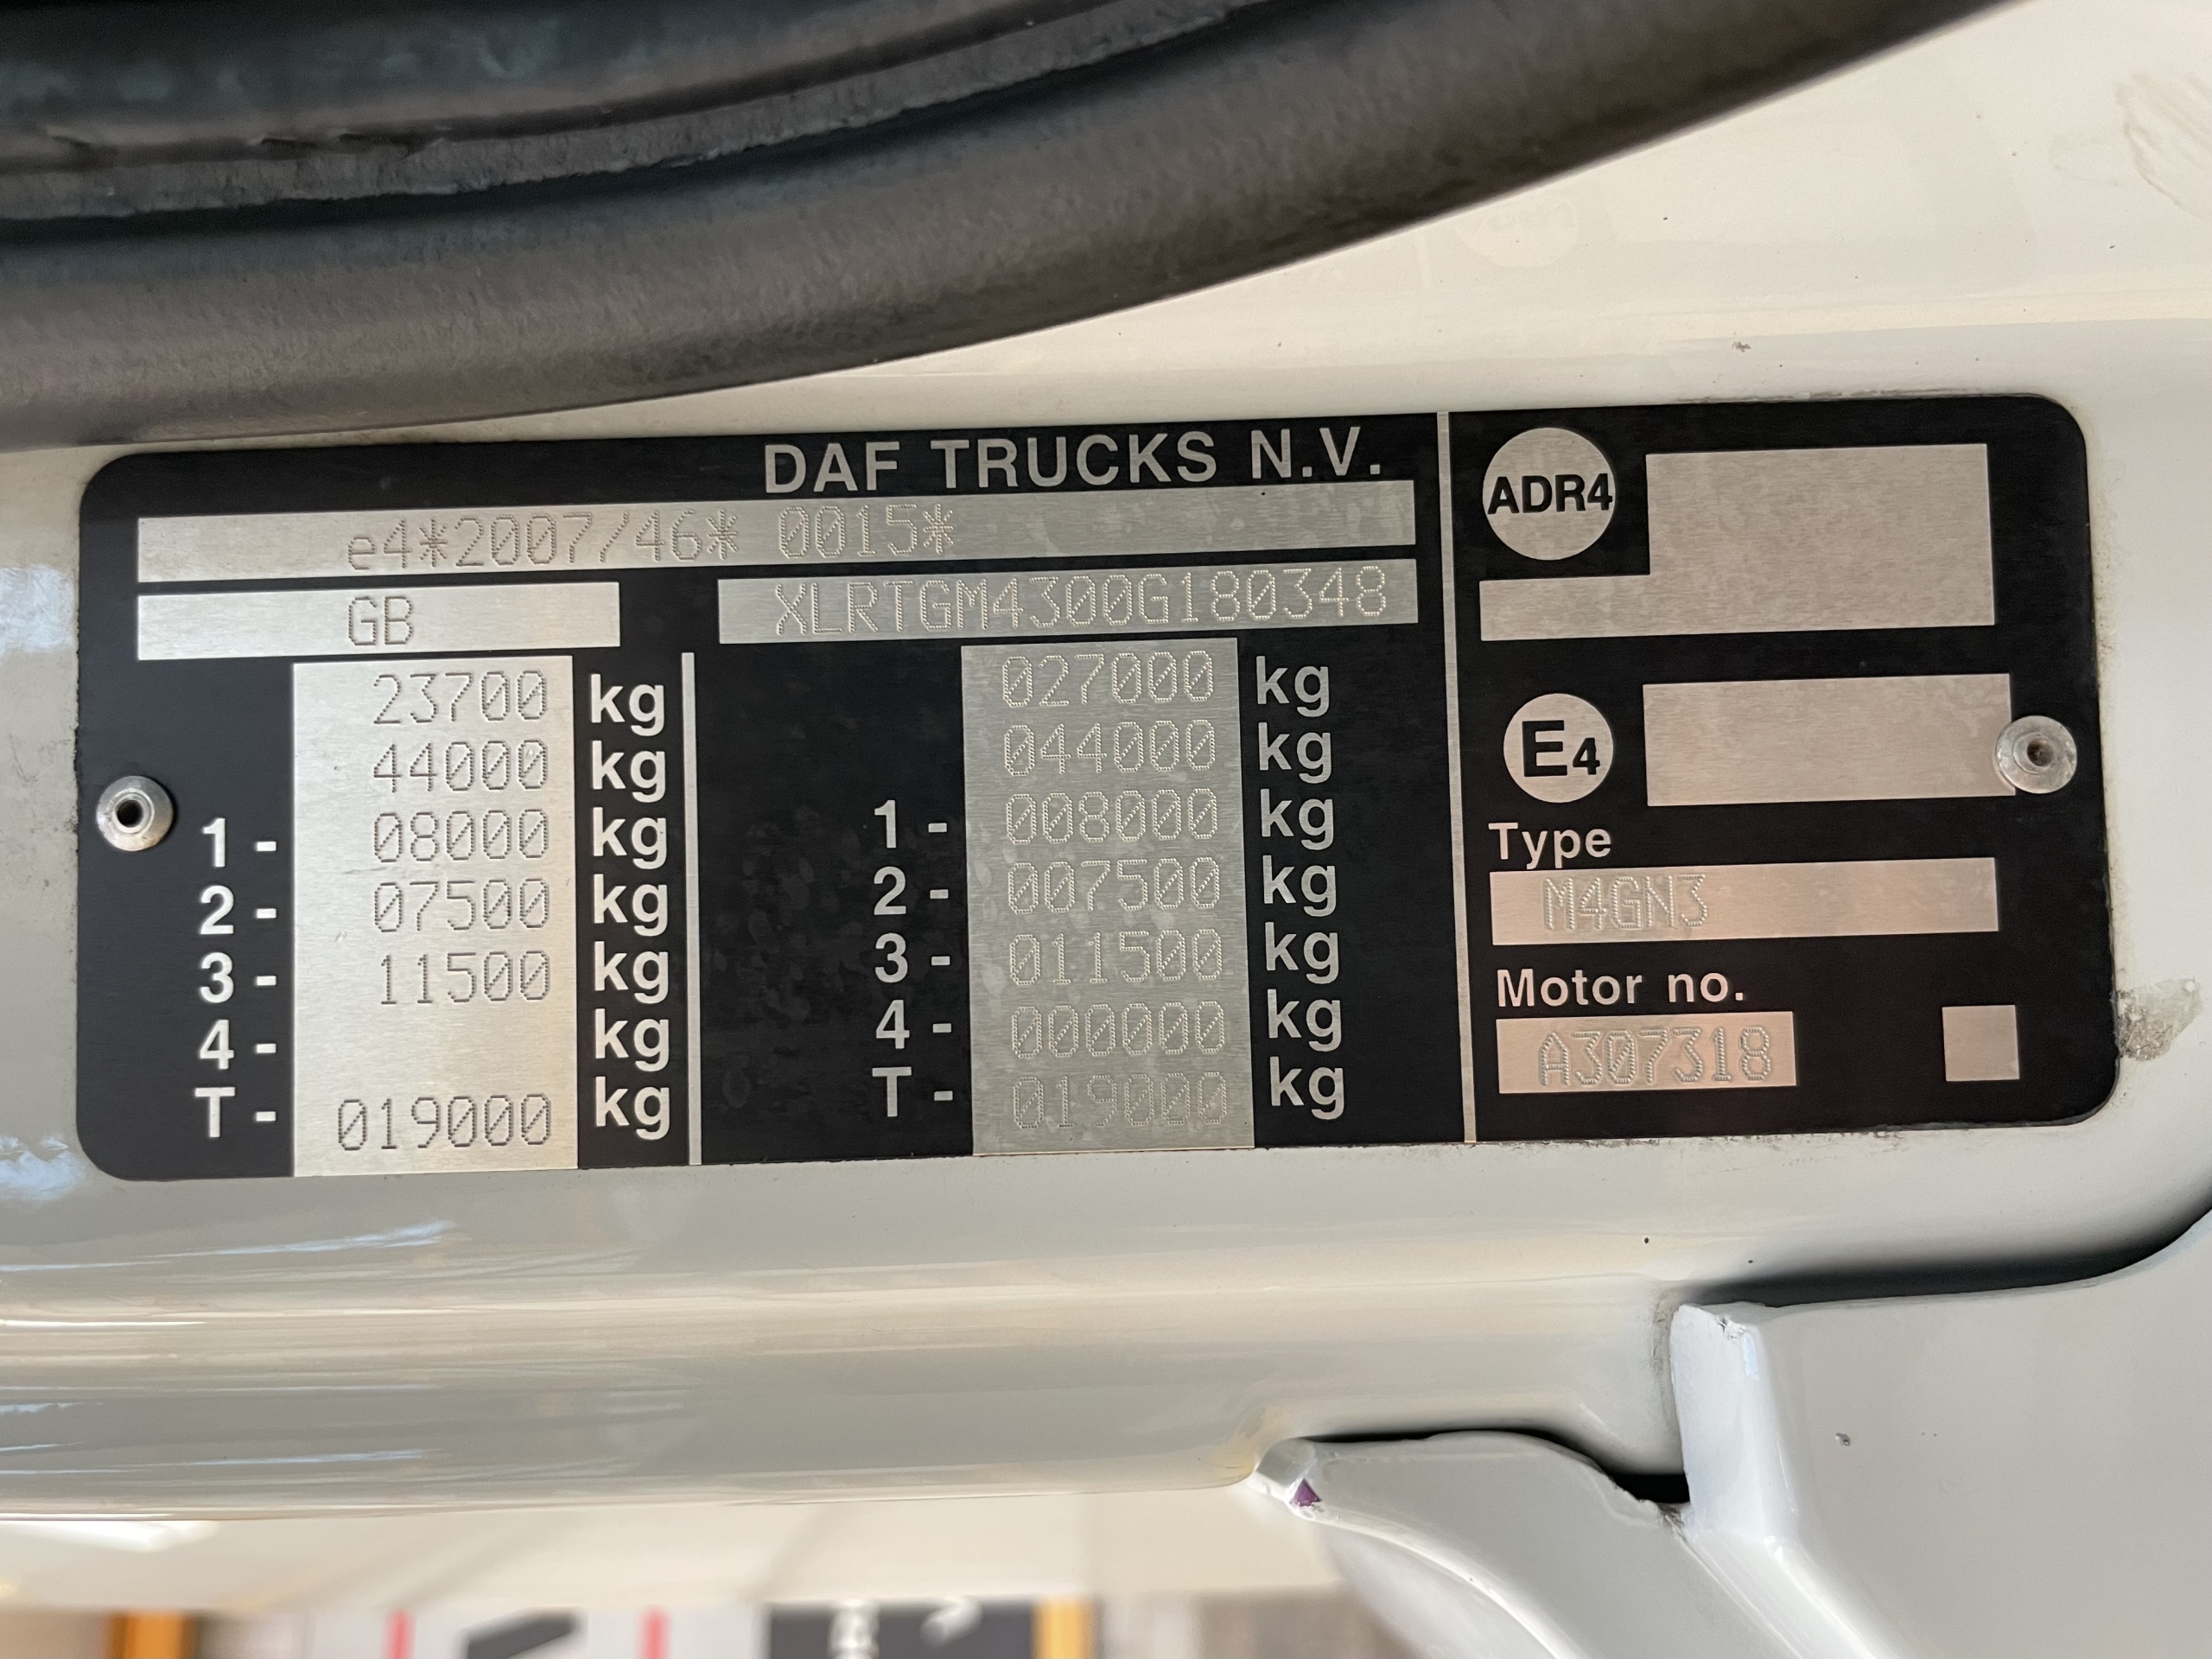 DAF TRUCKS N.V.
e4*2007/46* 0015*
GB XLRTGM4300G180348
23700 kg 027000 kg
44000 kg 044000 kg
1- 08000 kg 1- 008000 kg
2- 07500 kg 2- 007500 kg
3- 11500 kg 3- 011500 kg
4- kg 4- 000000 kg
T- 019000 kg T- 019000 kg
ADR4
E4
Type
M4GN3
Motor no.
A307318